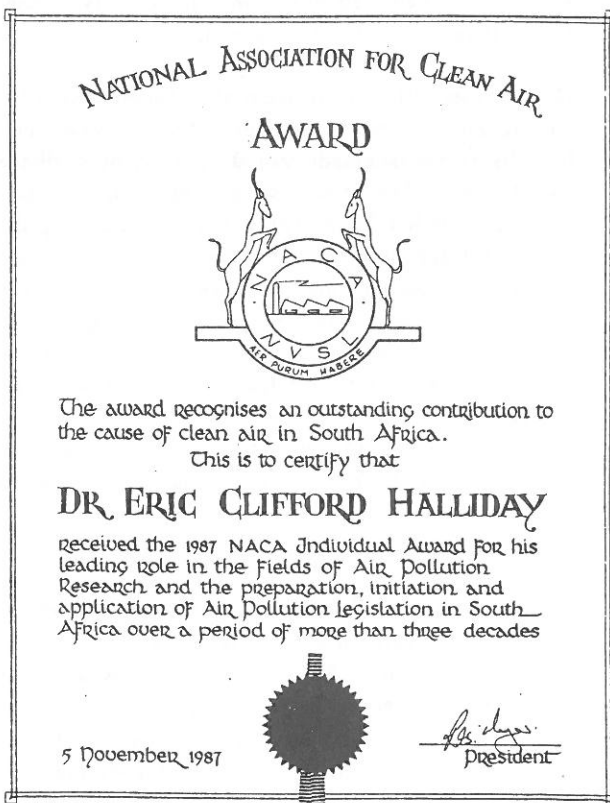 NATIONAL ASSOCIATION FOR CLEAN AIR
AWARD
N A C A
N V S L
AER PURUM HABERE
The award recognises an outstanding contribution to
the cause of clean air in South Africa.
This is to certify that
DR ERIC CLIFFORD HALLIDAY
received the 1987 NACA Individual Award for his
leading role in the fields of Air Pollution
Research and the preparation, initiation and
application of Air Pollution Legislation in South
Africa over a period of more than three decades
5 November 1987
President